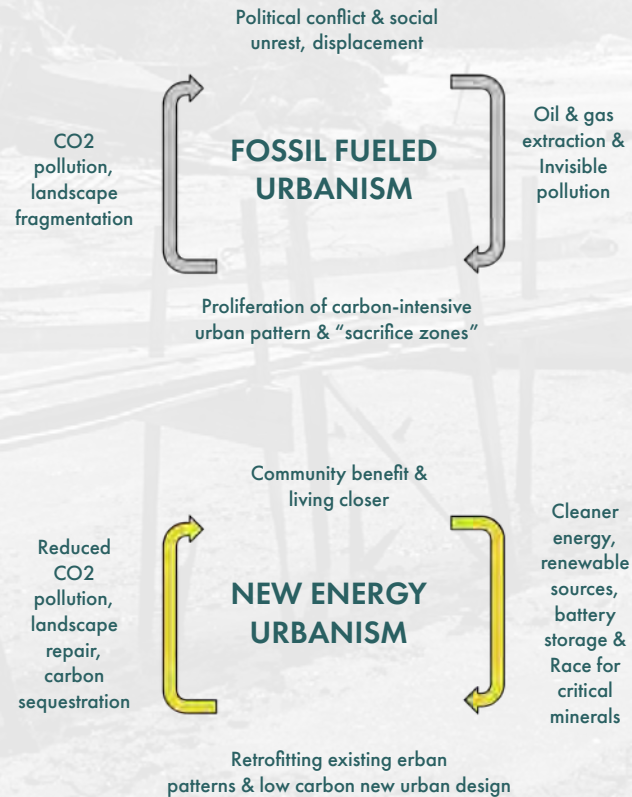 Political conflict & social
unrest, displacement
CO2
pollution,
landscape
fragmentation
FOSSIL FUELED
URBANISM
Oil & gas
extraction &
Invisible
pollution
Proliferation of carbon-intensive
urban pattern & “sacrifice zones”
Community benefit &
living closer
Reduced
CO2
pollution,
landscape
repair,
carbon
sequestration
NEW ENERGY
URBANISM
Cleaner
energy,
renewable
sources,
battery
storage &
Race for
critical
minerals
Retrofitting existing erban
patterns & low carbon new urban design